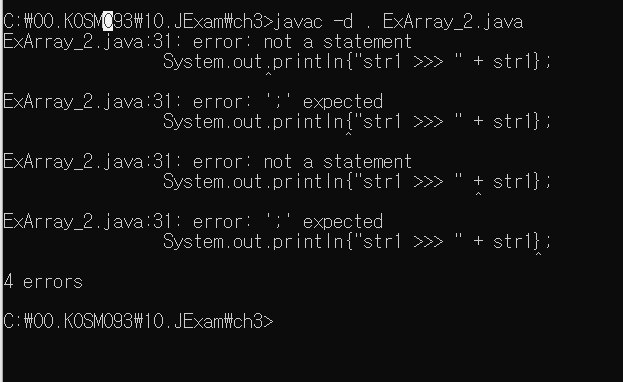 C:\00.KOSMO93\10.JExam\ch3>javac -d . ExArray_2.java
ExArray_2.java:31: error: not a statement
System.out.println{"str1 >>> " + str1};
^
ExArray_2.java:31: error: ';' expected
System.out.println{"str1 >>> " + str1};
^
ExArray_2.java:31: error: not a statement
System.out.println{"str1 >>> " + str1};
^
ExArray_2.java:31: error: ';' expected
System.out.println{"str1 >>> " + str1};
^
4 errors
C:\00.KOSMO93\10.JExam\ch3>